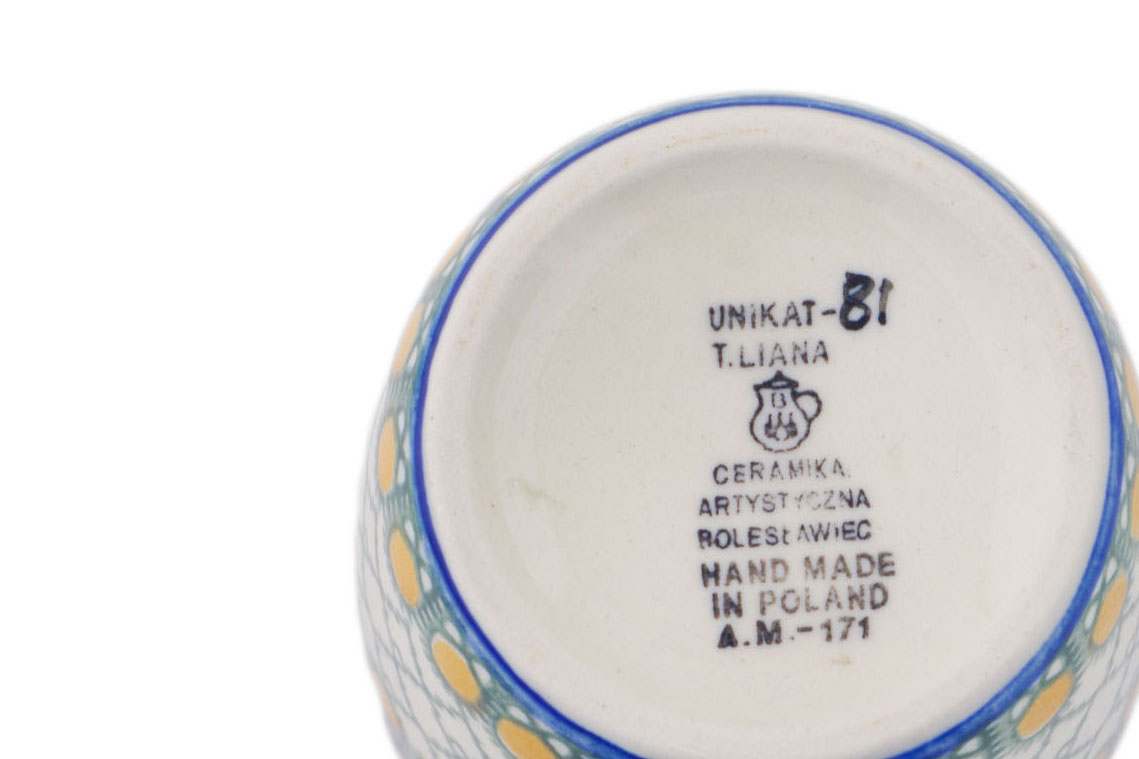 UNIKAT-81
T.LIANA
B
CERAMIKA
ARTYSTYCZNA
BOLESŁAWIEC
HAND MADE
IN POLAND
A.M.-171